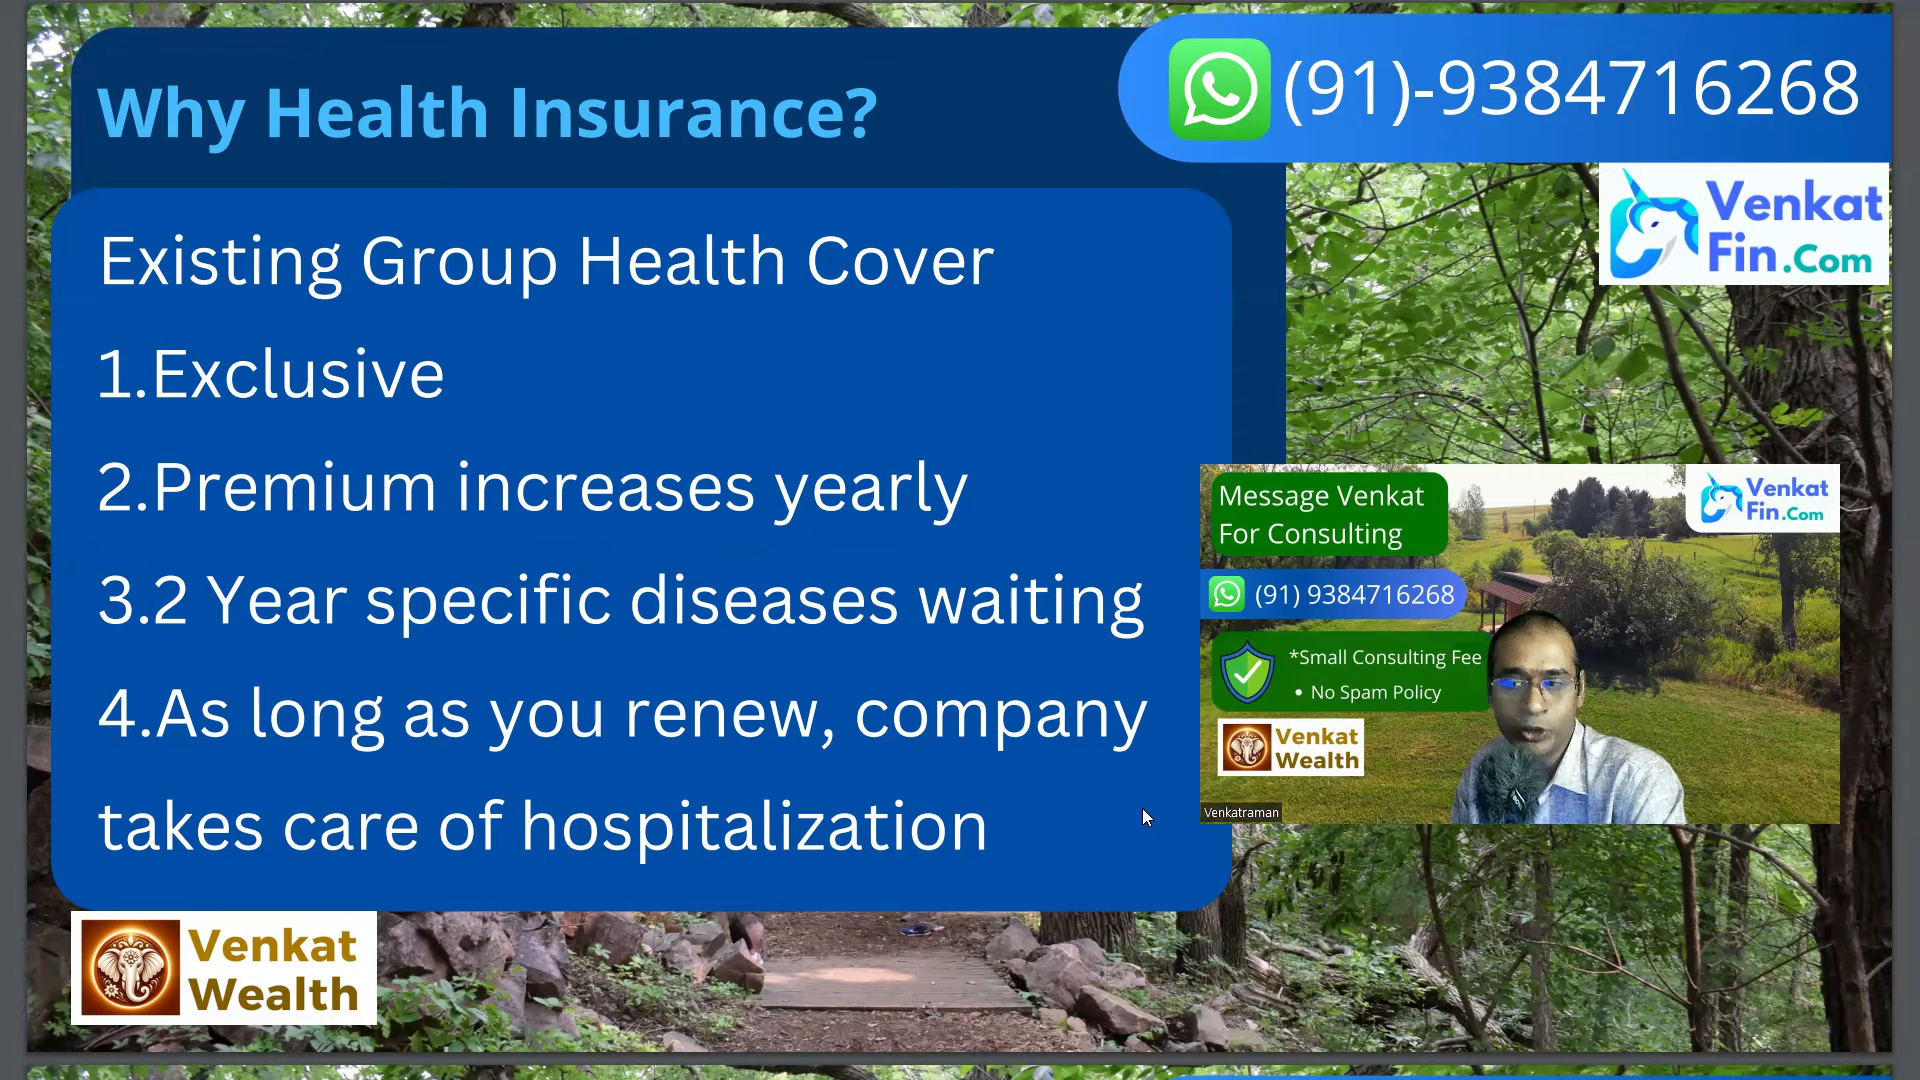 Why Health Insurance?
(91)-9384716268
Venkat
Fin.Com
Existing Group Health Cover
1.Exclusive
2.Premium increases yearly
3.2 Year specific diseases waiting
4.As long as you renew, company
takes care of hospitalization
Message Venkat
For Consulting
Venkat
Fin.Com
(91) 9384716268
*Small Consulting Fee
• No Spam Policy
Venkat
Wealth
Venkatraman
Venkat
Wealth